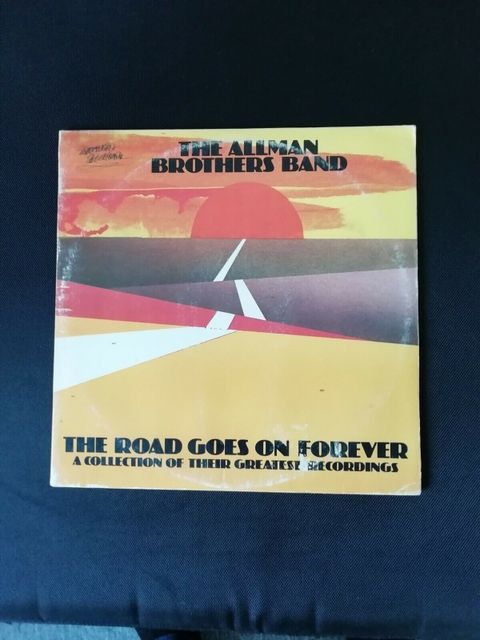 THE ALLMAN
BROTHERS BAND
THE ROAD GOES ON FOREVER
A COLLECTION OF THEIR GREATEST RECORDINGS